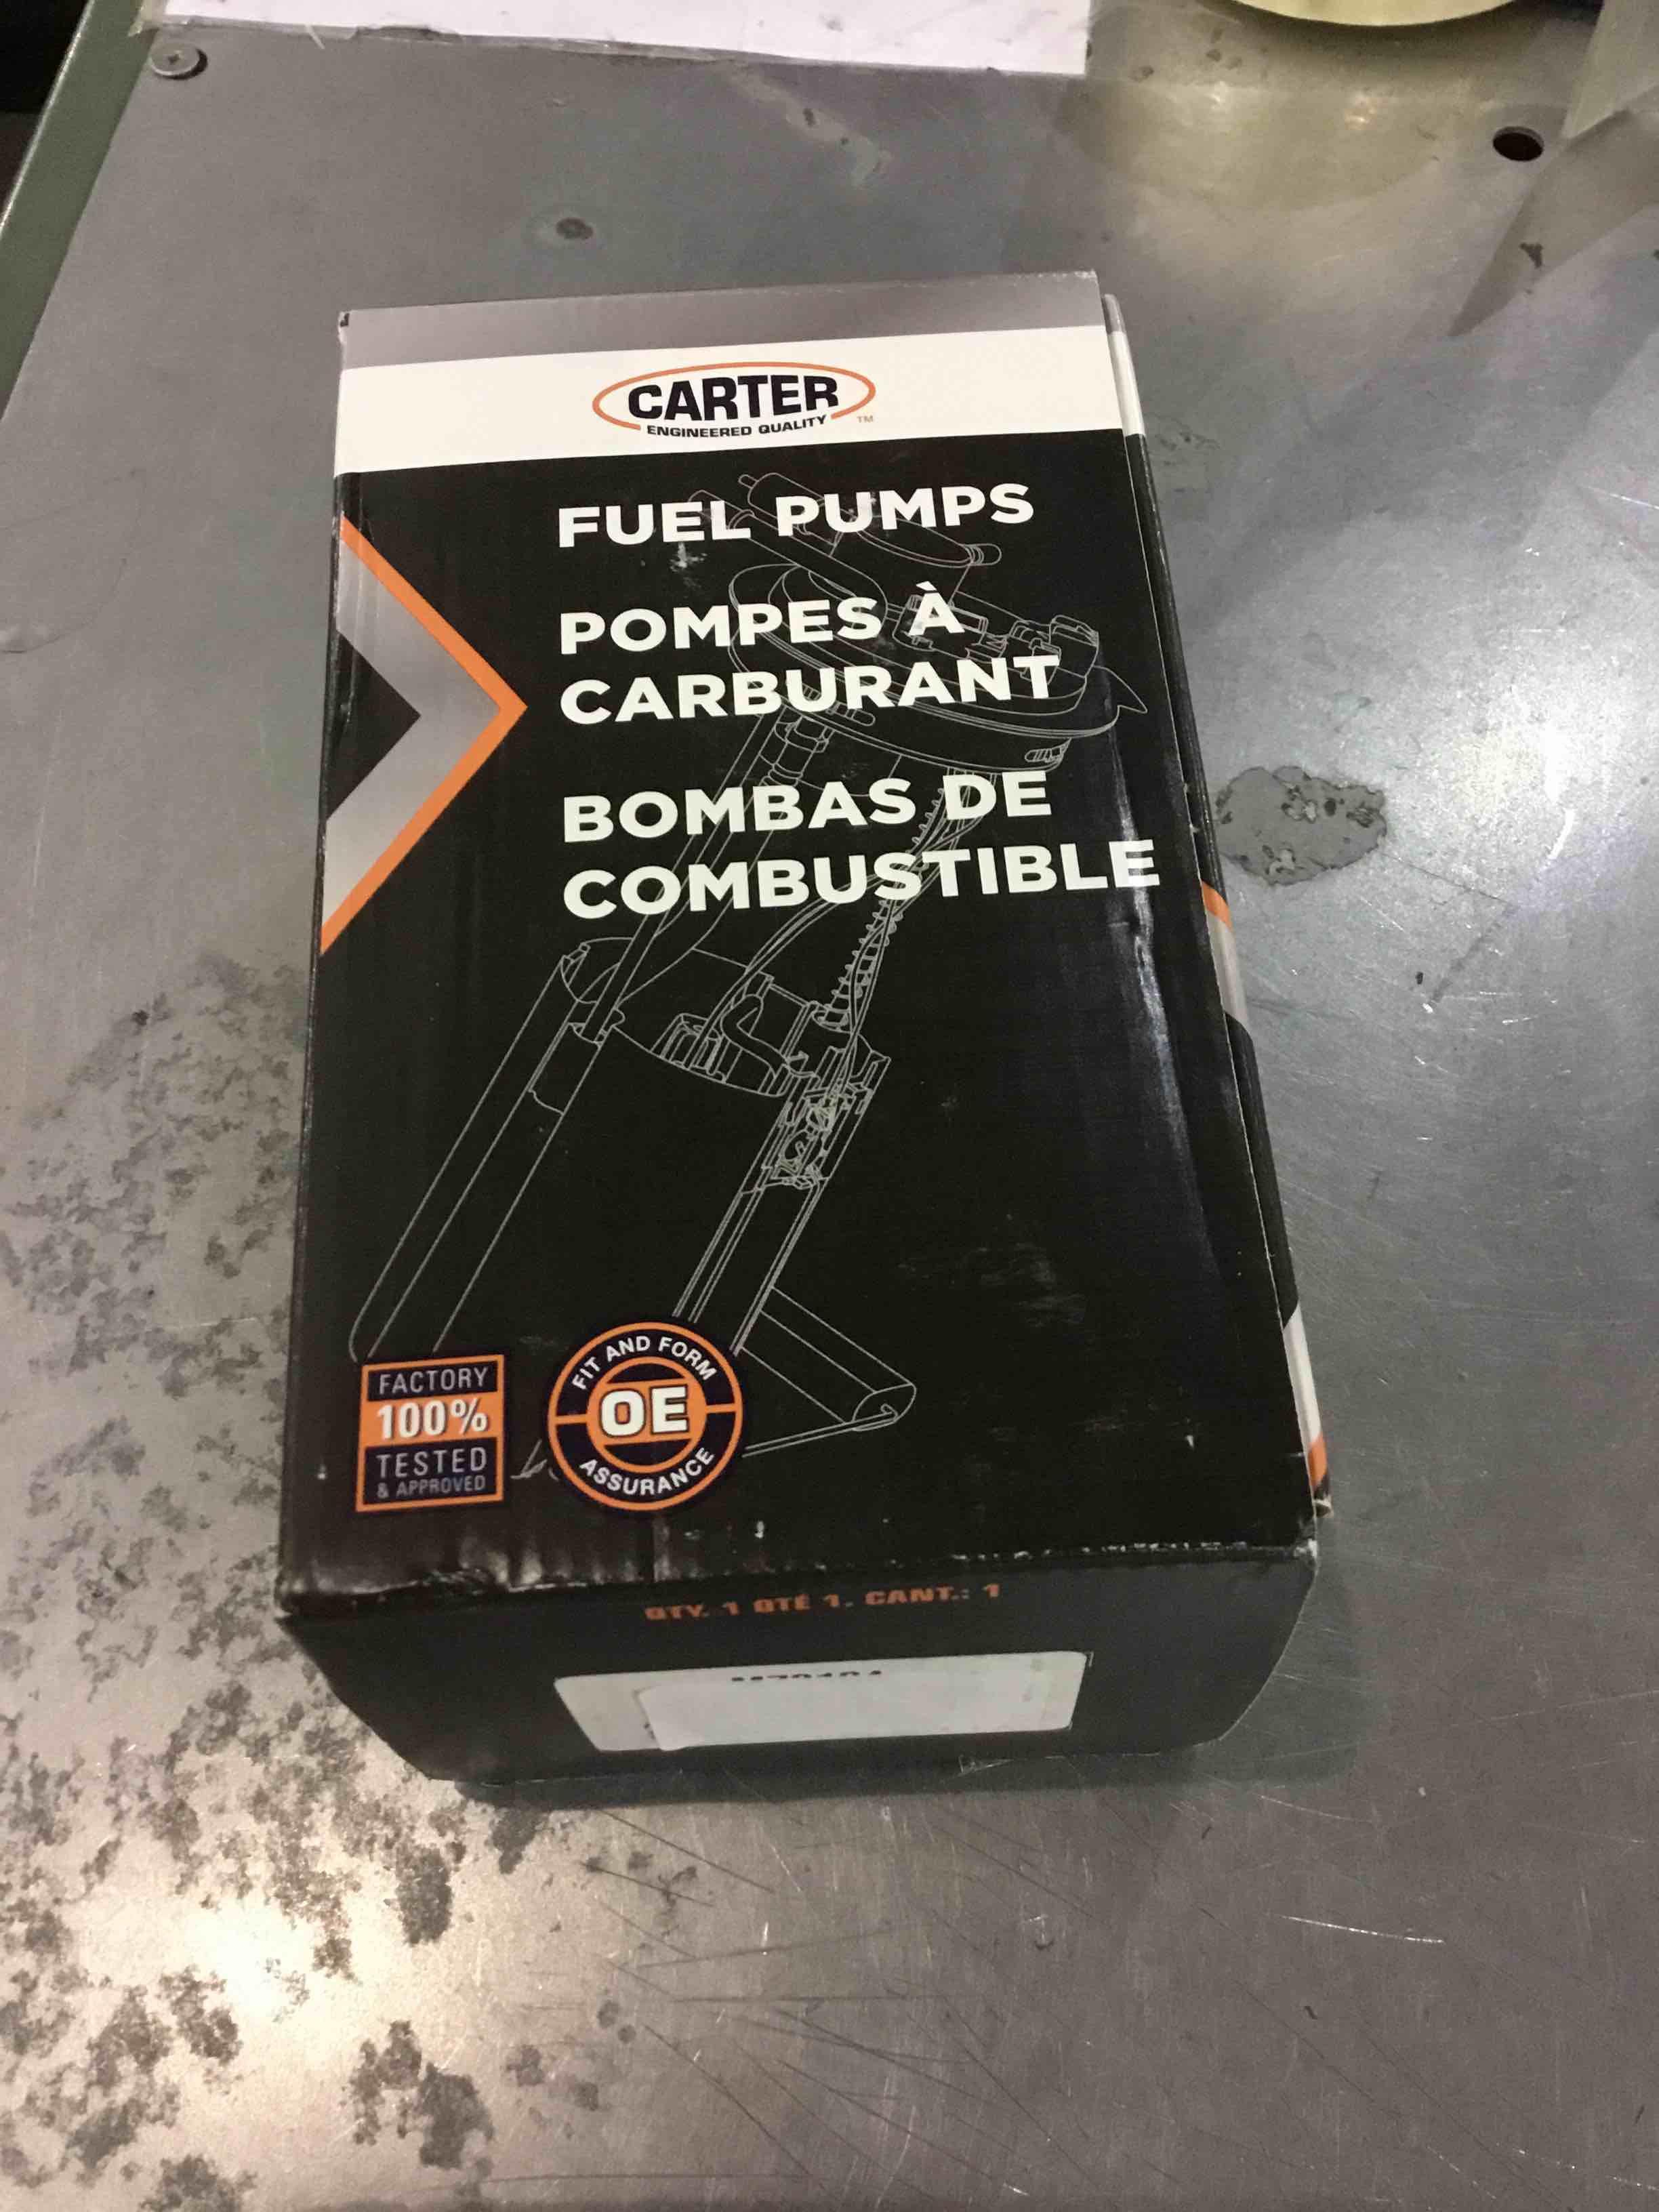 CARTER
ENGINEERED QUALITY
TM
FUEL PUMPS
POMPES À
CARBURANT
BOMBAS DE
COMBUSTIBLE
FACTORY
100%
TESTED
& APPROVED
FIT AND FORM
OE
ASSURANCE
QTY. 1 QTÉ 1. CANT.: 1